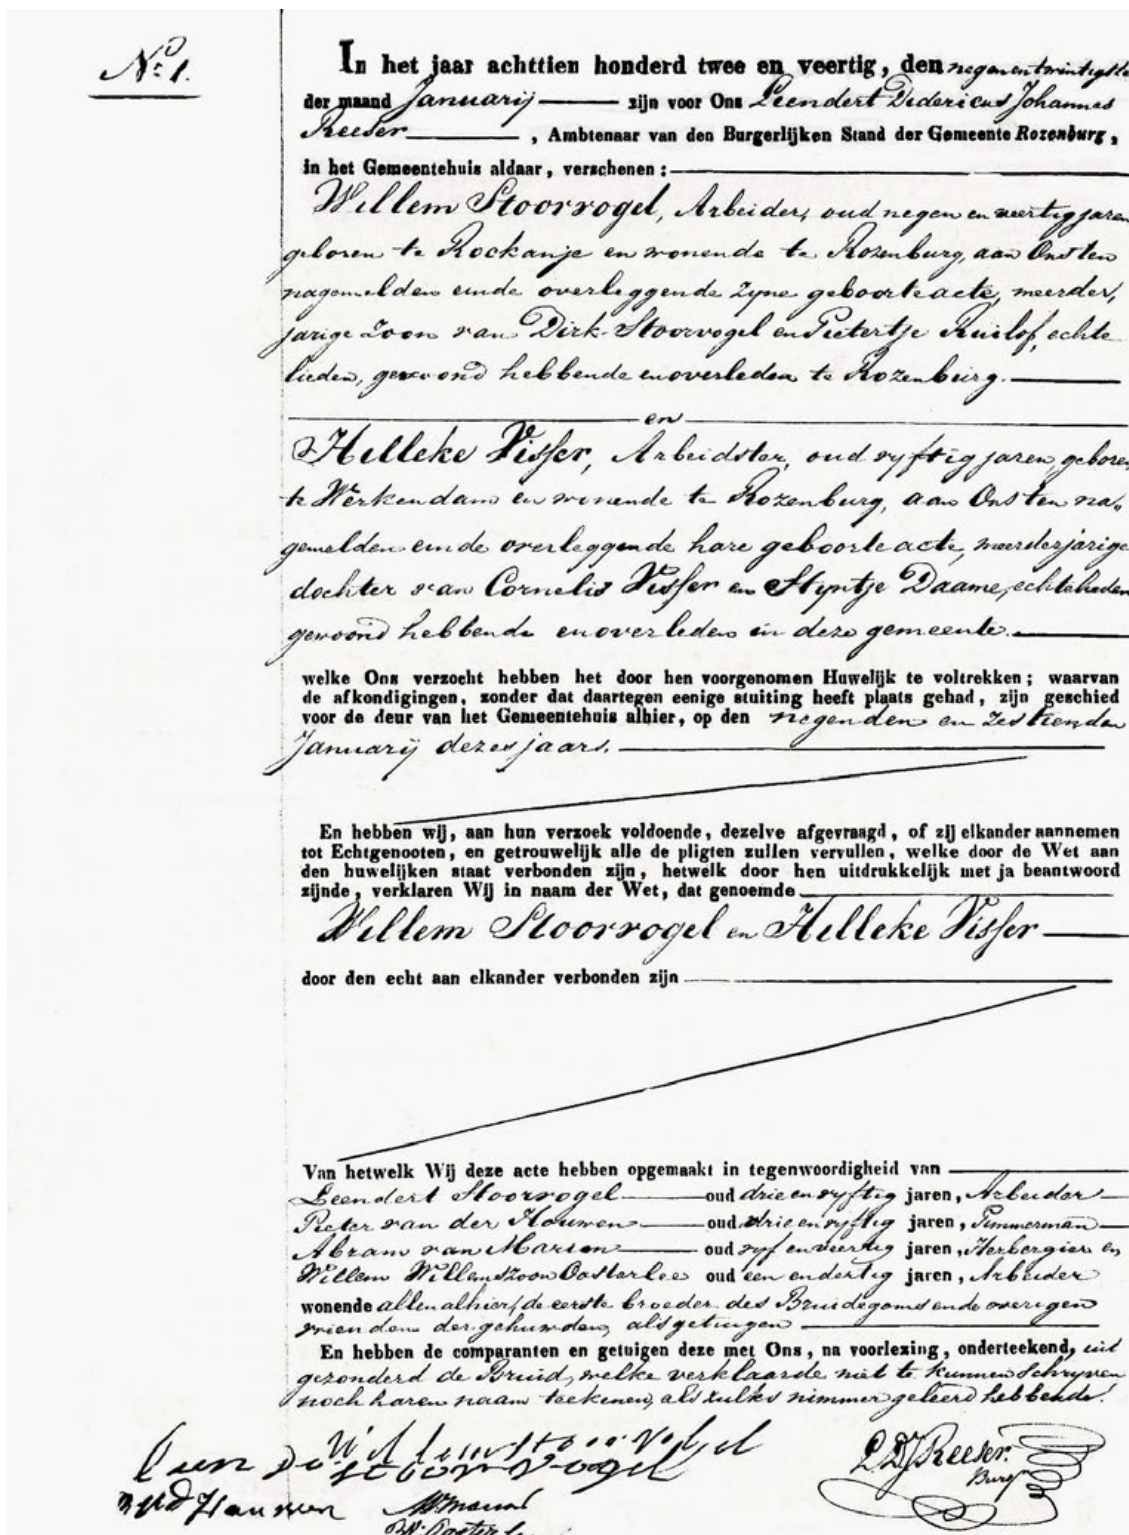 No. 1.
In het jaar achttien honderd twee en veertig, den negenentwintigste
der maand Januarij zijn voor Ons Leendert Didericus Johannes
Reeser, Ambtenaar van den Burgerlijken Stand der Gemeente Rozenburg,
in het Gemeentehuis aldaar, verschenen:
Willem Stoorvogel, Arbeider, oud negen en veertig jaren
geboren te Rockanje en wonende te Rozenburg, aan Ons ten
nagemelden einde overleggende zyne geboorteacte, meerder,
jarige zoon van Dirk Stoorvogel en Pietertje Ruilof, echte
lieden, gewoond hebbende en overleden te Rozenburg.
en
Hilleke Visser, Arbeidster, oud vyftig jaren, geboren
te Werkendam en wonende te Rozenburg, aan Ons ten na,
gemelden einde overleggende hare geboorteacte, meerderjarige
dochter van Cornelis Visser en Styntje Daame, echtelieden
gewoond hebbende en overleden in deze gemeente.
welke Ons verzocht hebben het door hen voorgenomen Huwelijk te voltrekken; waarvan
de afkondigingen, zonder dat daartegen eenige stuiting heeft plaats gehad, zijn geschied
voor de deur van het Gemeentehuis alhier, op den negenden en zestienden
Januarij dezes jaars.
En hebben wij, aan hun verzoek voldoende, dezelve afgevraagd, of zij elkander aannemen
tot Echtgenooten, en getrouwelijk alle de pligten zullen vervullen, welke door de Wet aan
den huwelijken staat verbonden zijn, hetwelk door hen uitdrukkelijk met ja beantwoord
zijnde, verklaren Wij in naam der Wet, dat genoemde
Willem Stoorvogel en Hilleke Visser
door den echt aan elkander verbonden zijn
Van hetwelk Wij deze acte hebben opgemaakt in tegenwoordigheid van
Leendert Stoorvogel oud drie en vyftig jaren, Arbeider
Pieter van der Houwen oud drie en vyftig jaren, Timmerman
Abram van Marion oud vyf en veertig jaren, Herbergier en
Willem Willemszoon Oosterlee oud een en dertig jaren, Arbeider
wonende allen alhier, de eerste broeder des Bruidegoms en de overigen
vrienden der gehuwden, als getuigen
En hebben de comparanten en getuigen deze met Ons, na voorlezing, onderteekend, uit
gezonderd de Bruid, welke verklaarde niet te kunnen schryven
noch haren naam teekenen, als zulks nimmer geleerd hebbende.
Willem Stoorvogel
stoorvogel
LDJReeser.
Burgr